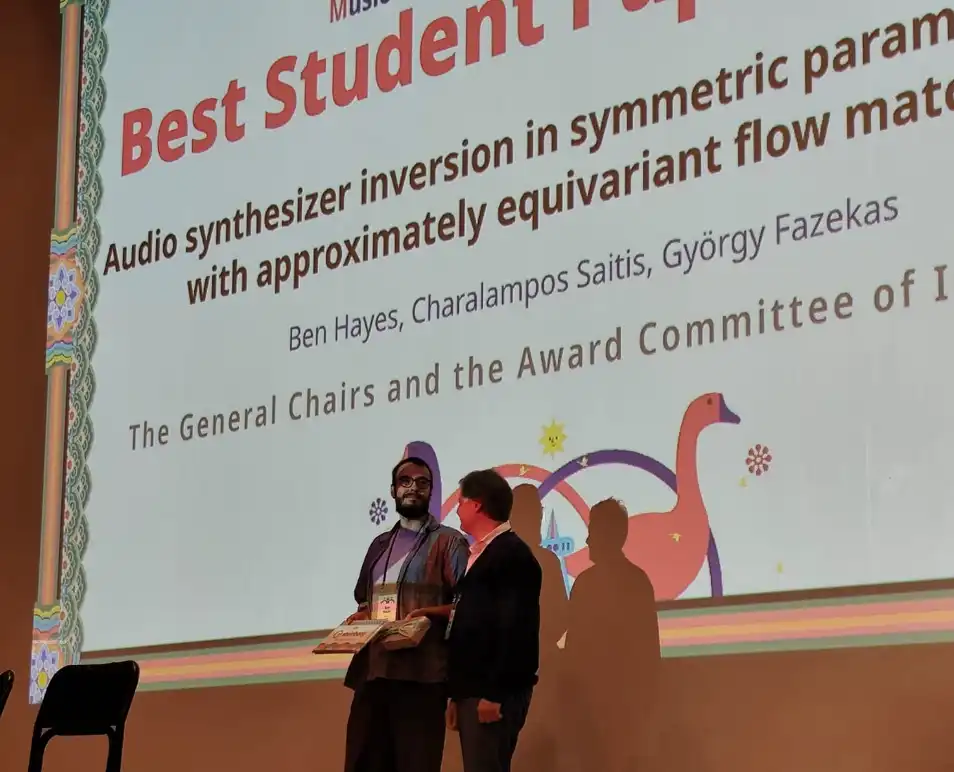 Best Student
Audio synthesizer inversion in symmetric param
with approximately equivariant flow matc
Ben Hayes, Charalampos Saitis, György Fazekas
The General Chairs and the Award Committee of I